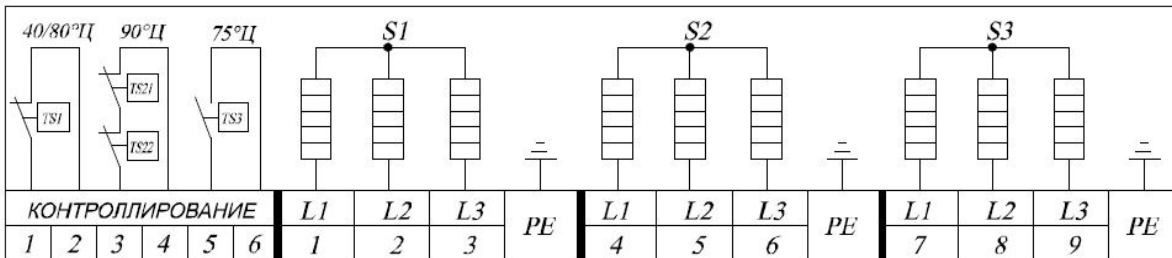 40/80°Ц 90°Ц 75°Ц S1 S2 S3
TS1 TS21 TS3
TS22
КОНТРОЛЛИРОВАНИЕ L1 L2 L3 PE L1 L2 L3 PE L1 L2 L3 PE
1 2 3 4 5 6 1 2 3 4 5 6 7 8 9